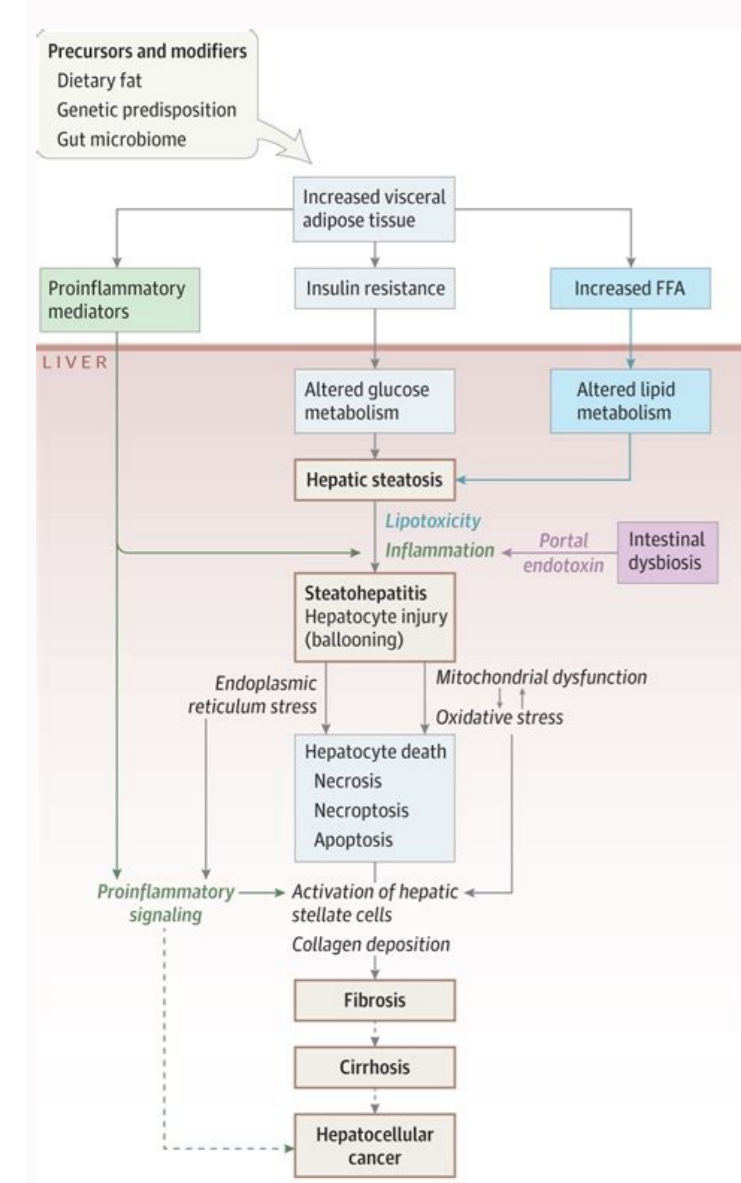 Precursors and modifiers
Dietary fat
Genetic predisposition
Gut microbiome
Increased visceral
adipose tissue
Proinflammatory
mediators
Insulin resistance
Increased FFA
LIVER
Altered glucose
metabolism
Altered lipid
metabolism
Hepatic steatosis
Lipotoxicity
Inflammation
Portal
endotoxin
Intestinal
dysbiosis
Steatohepatitis
Hepatocyte injury
(ballooning)
Endoplasmic
reticulum stress
Mitochondrial dysfunction
Oxidative stress
Hepatocyte death
Necrosis
Necroptosis
Apoptosis
Proinflammatory
signaling
Activation of hepatic
stellate cells
Collagen deposition
Fibrosis
Cirrhosis
Hepatocellular
cancer